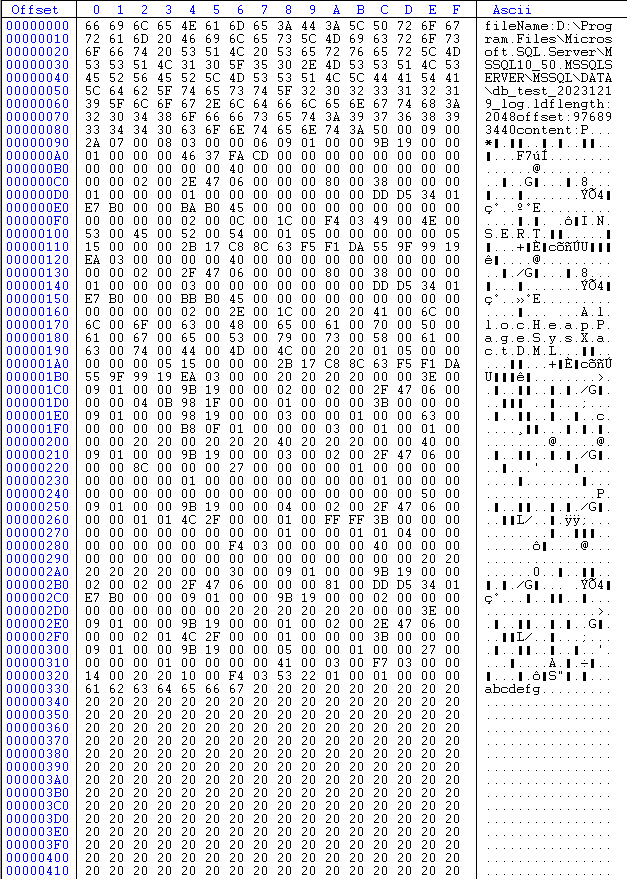 Offset 0 1 2 3 4 5 6 7 8 9 A B C D E F Ascii
00000000 66 69 6C 65 4E 61 6D 65 3A 44 3A 5C 50 72 6F 67 fileName:D:\Prog
00000010 72 61 6D 20 46 69 6C 65 73 5C 4D 69 63 72 6F 73 ram.Files\Micros
00000020 6F 66 74 20 53 51 4C 20 53 65 72 76 65 72 5C 4D oft.SQL.Server\M
00000030 53 53 51 4C 31 30 5F 35 30 2E 4D 53 53 51 4C 53 SSQL10_50.MSSQLS
00000040 45 52 56 45 52 5C 4D 53 53 51 4C 5C 44 41 54 41 ERVER\MSSQL\DATA
00000050 5C 64 62 5F 74 65 73 74 5F 32 30 32 33 31 32 31 \db_test_2023121
00000060 39 5F 6C 6F 67 2E 6C 64 66 6C 65 6E 67 74 68 3A 9_log.ldflength:
00000070 32 30 34 38 6F 66 66 73 65 74 3A 39 37 36 38 39 2048offset:97689
00000080 33 34 34 30 63 6F 6E 74 65 6E 74 3A 50 00 09 00 3440content:P
00000090 2A 07 00 08 03 00 00 06 09 01 00 00 9B 19 00 00 *
000000A0 01 00 00 00 46 37 FA CD 00 00 00 00 00 00 00 00 F7úÍ
000000B0 00 00 00 00 00 00 40 00 00 00 00 00 00 00 00 00 @
000000C0 00 00 02 00 2E 47 06 00 00 00 80 00 38 00 00 00 .G 8
000000D0 01 00 00 00 01 00 00 00 00 00 00 00 DD D5 34 01 ÝÕ4
000000E0 E7 B0 00 00 BA B0 45 00 00 00 00 00 00 00 00 00 ç° º°E
000000F0 00 00 00 00 02 00 0C 00 1C 00 F4 03 49 00 4E 00 ô I.N
00000100 53 00 45 00 52 00 54 00 01 05 00 00 00 00 00 05 S.E.R.T
00000110 15 00 00 00 2B 17 C8 8C 63 F5 F1 DA 55 9F 99 19 + È cõñÚU
00000120 EA 03 00 00 00 00 40 00 00 00 00 00 00 00 00 00 ê @
00000130 00 00 02 00 2F 47 06 00 00 00 80 00 38 00 00 00 /G 8
00000140 01 00 00 00 03 00 00 00 00 00 00 00 DD D5 34 01 ÝÕ4
00000150 E7 B0 00 00 BB B0 45 00 00 00 00 00 00 00 00 00 ç° »°E
00000160 00 00 00 00 02 00 2E 00 1C 00 20 20 41 00 6C 00 A.l
00000170 6C 00 6F 00 63 00 48 00 65 00 61 00 70 00 50 00 l.o.c.H.e.a.p.P
00000180 61 00 67 00 65 00 53 00 79 00 73 00 58 00 61 00 a.g.e.S.y.s.X.a
00000190 63 00 74 00 44 00 4D 00 4C 00 20 20 01 05 00 00 c.t.D.M.L
000001A0 00 00 00 05 15 00 00 00 2B 17 C8 8C 63 F5 F1 DA + È cõñÚ
000001B0 55 9F 99 19 EA 03 00 00 20 20 20 20 00 00 3E 00 U ê >
000001C0 09 01 00 00 9B 19 00 00 02 00 02 00 2F 47 06 00 /G
000001D0 00 00 04 0B 98 1F 00 00 01 00 00 00 3B 00 00 00 ;
000001E0 09 01 00 00 98 19 00 00 03 00 00 01 00 00 63 00 c
000001F0 00 00 00 00 B8 0F 01 00 00 00 03 00 01 00 01 00 ¸
00000200 00 00 20 20 20 20 20 20 40 20 20 20 00 00 40 00 @ @
00000210 09 01 00 00 9B 19 00 00 03 00 02 00 2F 47 06 00 /G
00000220 00 00 8C 00 00 00 27 00 00 00 00 01 00 00 00 00 '
00000230 00 00 00 00 01 00 00 00 00 00 00 01 00 00 00 00
00000240 00 00 00 00 00 00 00 00 00 00 00 00 00 00 50 00 P
00000250 09 01 00 00 9B 19 00 00 04 00 02 00 2F 47 06 00 /G
00000260 00 00 01 01 4C 2F 00 00 01 00 FF FF 3B 00 00 00 L/ ÿÿ;
00000270 00 00 00 00 00 00 00 00 01 00 00 01 01 04 00 00
00000280 00 00 00 00 00 00 F4 03 00 00 00 00 40 00 00 00 ô @
00000290 00 00 00 00 00 00 00 00 00 00 00 00 00 00 20 20
000002A0 20 20 20 20 00 00 30 00 09 01 00 00 9B 19 00 00 0
000002B0 02 00 02 00 2F 47 06 00 00 00 81 00 DD D5 34 01 /G ÝÕ4
000002C0 E7 B0 00 00 09 01 00 00 9B 19 00 00 02 00 00 00 ç°
000002D0 00 00 00 00 20 20 20 20 20 20 20 00 00 00 3E 00 >
000002E0 09 01 00 00 9B 19 00 00 01 00 02 00 2E 47 06 00 .G
000002F0 00 00 02 01 4C 2F 00 00 01 00 00 00 3B 00 00 00 L/ ;
00000300 09 01 00 00 9B 19 00 00 05 00 00 01 00 00 27 00 '
00000310 00 00 00 01 00 00 00 00 41 00 03 00 F7 03 00 00 A ÷
00000320 14 00 20 20 10 00 F4 03 53 22 01 00 01 00 00 00 ô S"
00000330 61 62 63 64 65 66 67 20 20 20 20 20 20 20 20 20 abcdefg
00000340 20 20 20 20 20 20 20 20 20 20 20 20 20 20 20 20 ................
00000350 20 20 20 20 20 20 20 20 20 20 20 20 20 20 20 20 ................
00000360 20 20 20 20 20 20 20 20 20 20 20 20 20 20 20 20 ................
00000370 20 20 20 20 20 20 20 20 20 20 20 20 20 20 20 20 ................
00000380 20 20 20 20 20 20 20 20 20 20 20 20 20 20 20 20 ................
00000390 20 20 20 20 20 20 20 20 20 20 20 20 20 20 20 20 ................
000003A0 20 20 20 20 20 20 20 20 20 20 20 20 20 20 20 20 ................
000003B0 20 20 20 20 20 20 20 20 20 20 20 20 20 20 20 20 ................
000003C0 20 20 20 20 20 20 20 20 20 20 20 20 20 20 20 20 ................
000003D0 20 20 20 20 20 20 20 20 20 20 20 20 20 20 20 20 ................
000003E0 20 20 20 20 20 20 20 20 20 20 20 20 20 20 20 20 ................
000003F0 20 20 20 20 20 20 20 20 20 20 20 20 20 20 20 20 ................
00000400 20 20 20 20 20 20 20 20 20 20 20 20 20 20 20 20 ................
00000410 20 20 20 20 20 20 20 20 20 20 20 20 20 20 20 20 ................